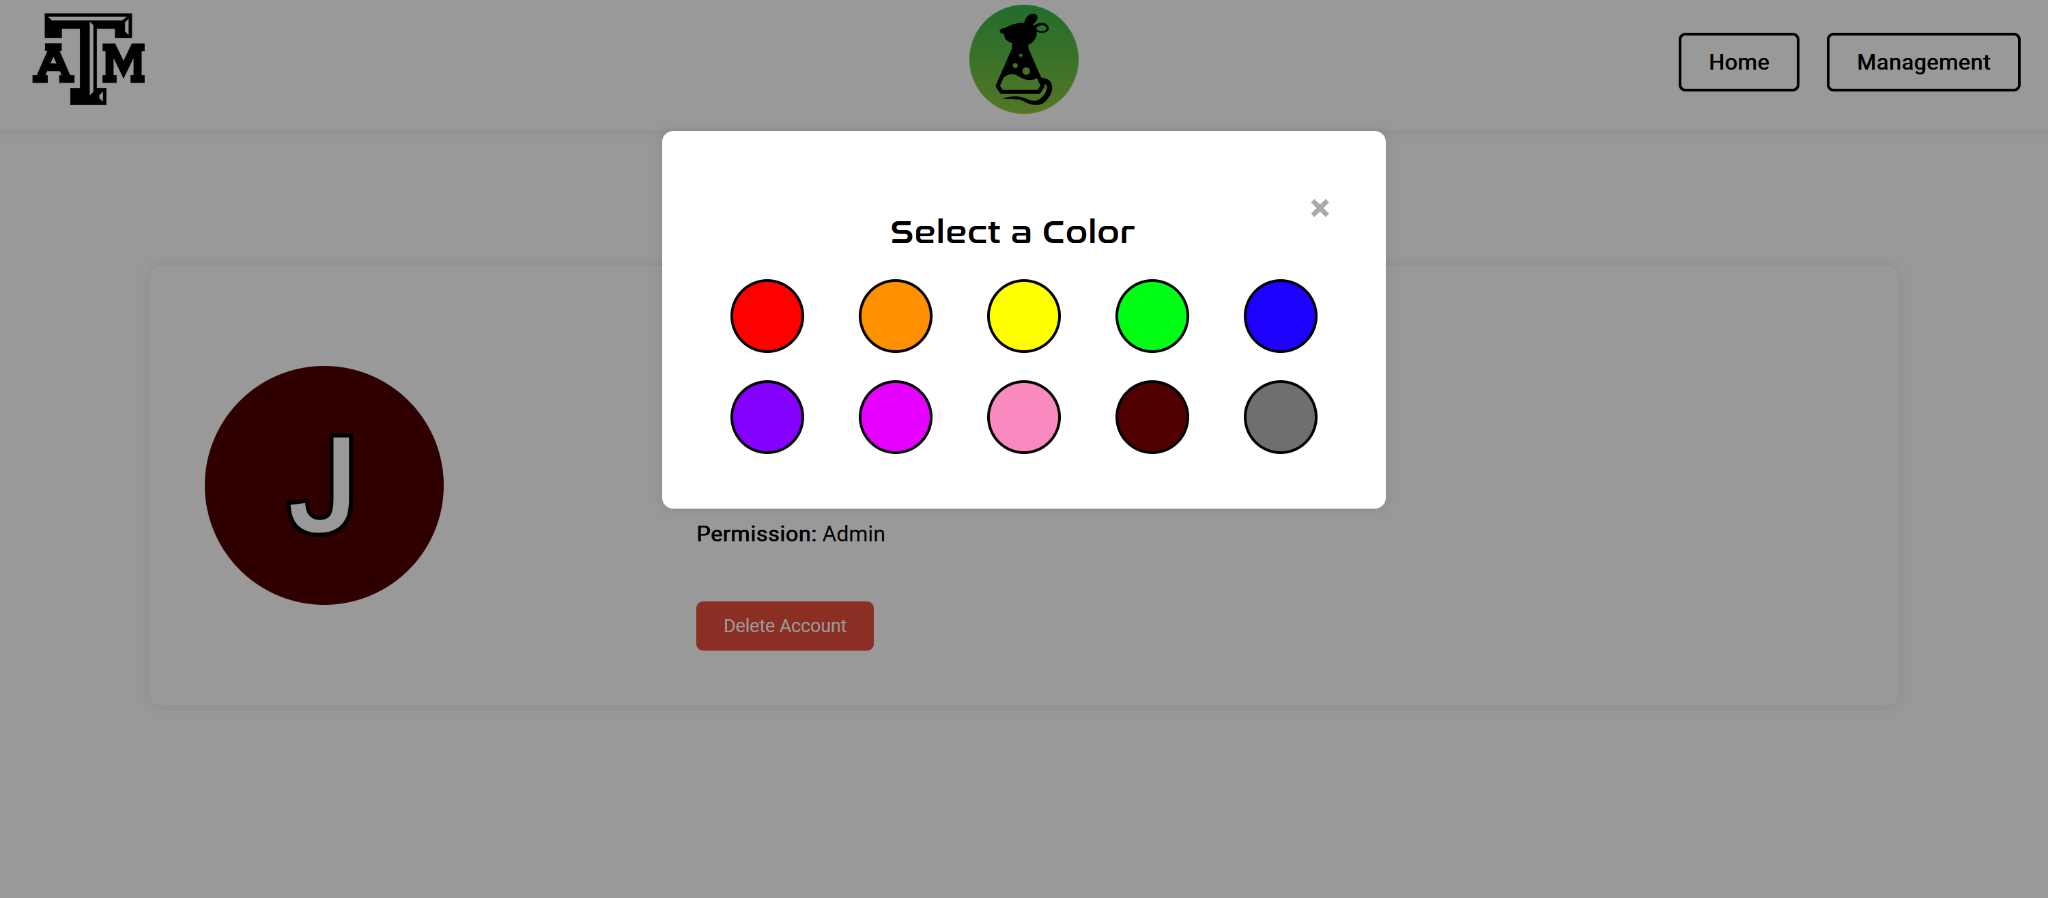 ATM
Home
Management
×
Select a Color
J
Permission: Admin
Delete Account